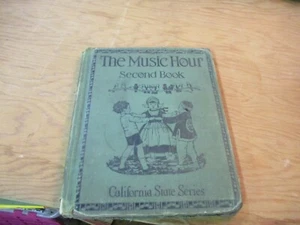 The Music Hour
Second Book
California State Series